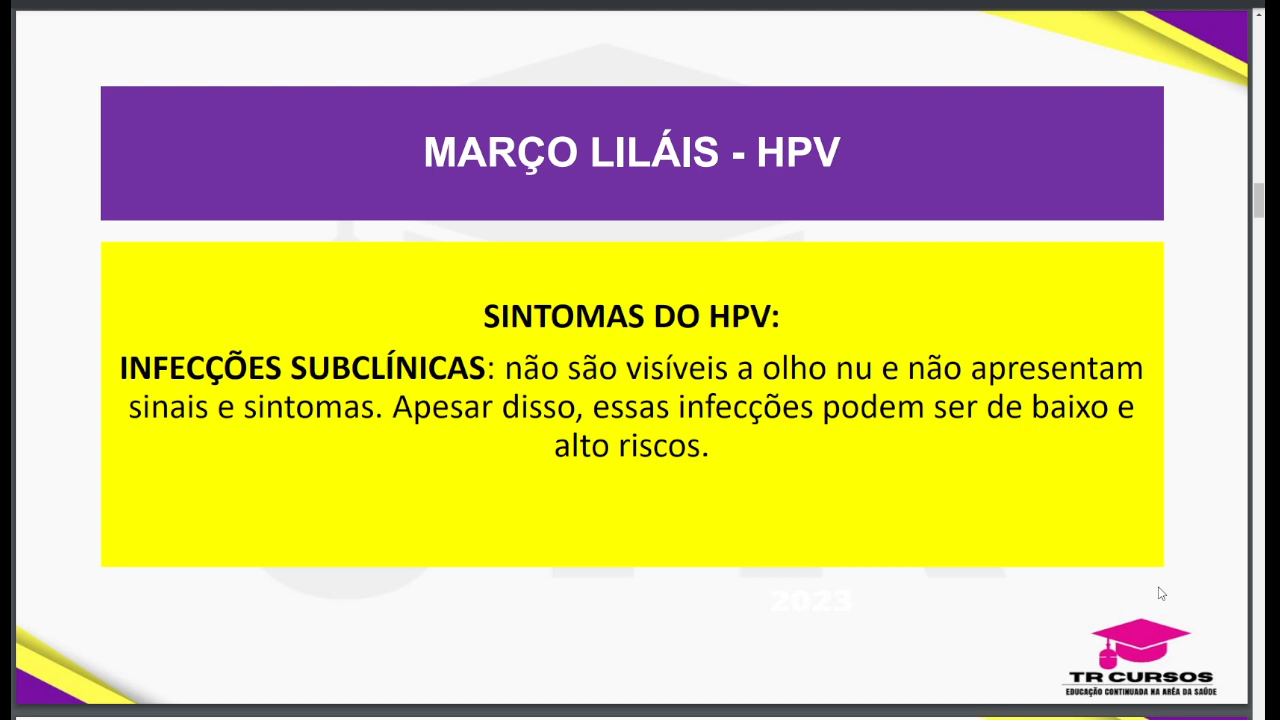 MARÇO LILÁIS - HPV
SINTOMAS DO HPV:
INFECÇÕES SUBCLÍNICAS: não são visíveis a olho nu e não apresentam
sinais e sintomas. Apesar disso, essas infecções podem ser de baixo e
alto riscos.
2023
TR CURSOS
EDUCAÇÃO CONTINUADA NA ARÉA DA SAÚDE